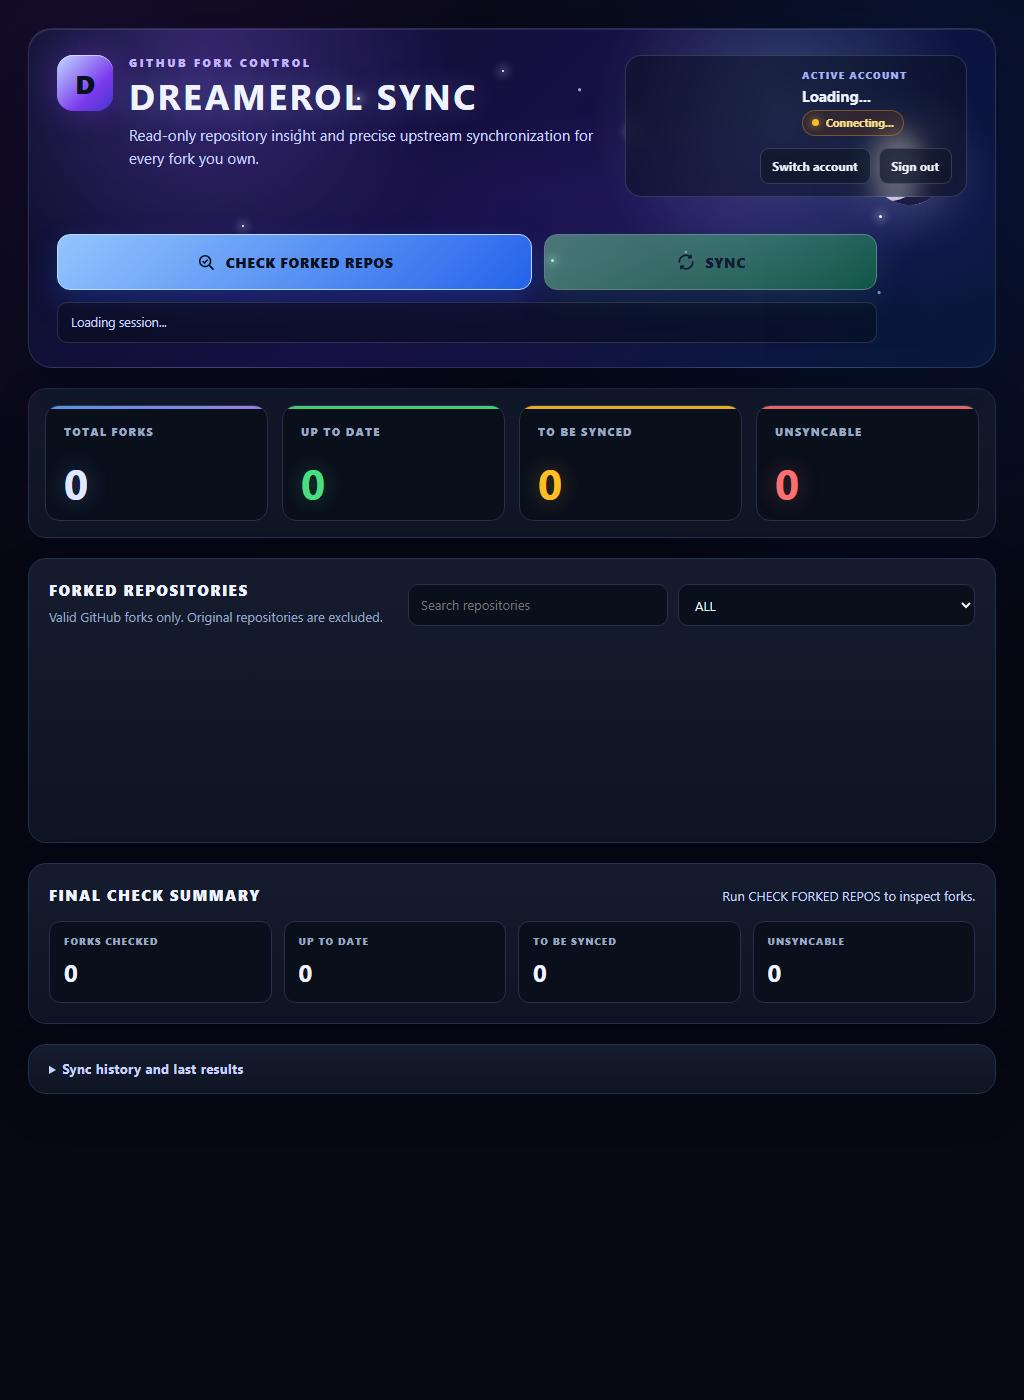 D
GITHUB FORK CONTROL
DREAMEROL SYNC
Read-only repository insight and precise upstream synchronization for
every fork you own.
ACTIVE ACCOUNT
Loading...
Connecting...
Switch account
Sign out
CHECK FORKED REPOS
SYNC
Loading session...
TOTAL FORKS
0
UP TO DATE
0
TO BE SYNCED
0
UNSYNCABLE
0
FORKED REPOSITORIES
Valid GitHub forks only. Original repositories are excluded.
Search repositories
ALL
FINAL CHECK SUMMARY
Run CHECK FORKED REPOS to inspect forks.
FORKS CHECKED
0
UP TO DATE
0
TO BE SYNCED
0
UNSYNCABLE
0
Sync history and last results